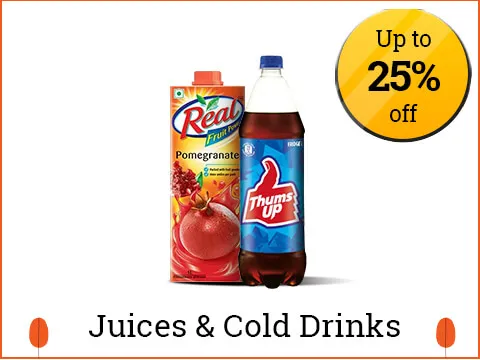 Up to
25%
off
Real
Fruit Power
Pomegranate
Thums
Up
Juices & Cold Drinks